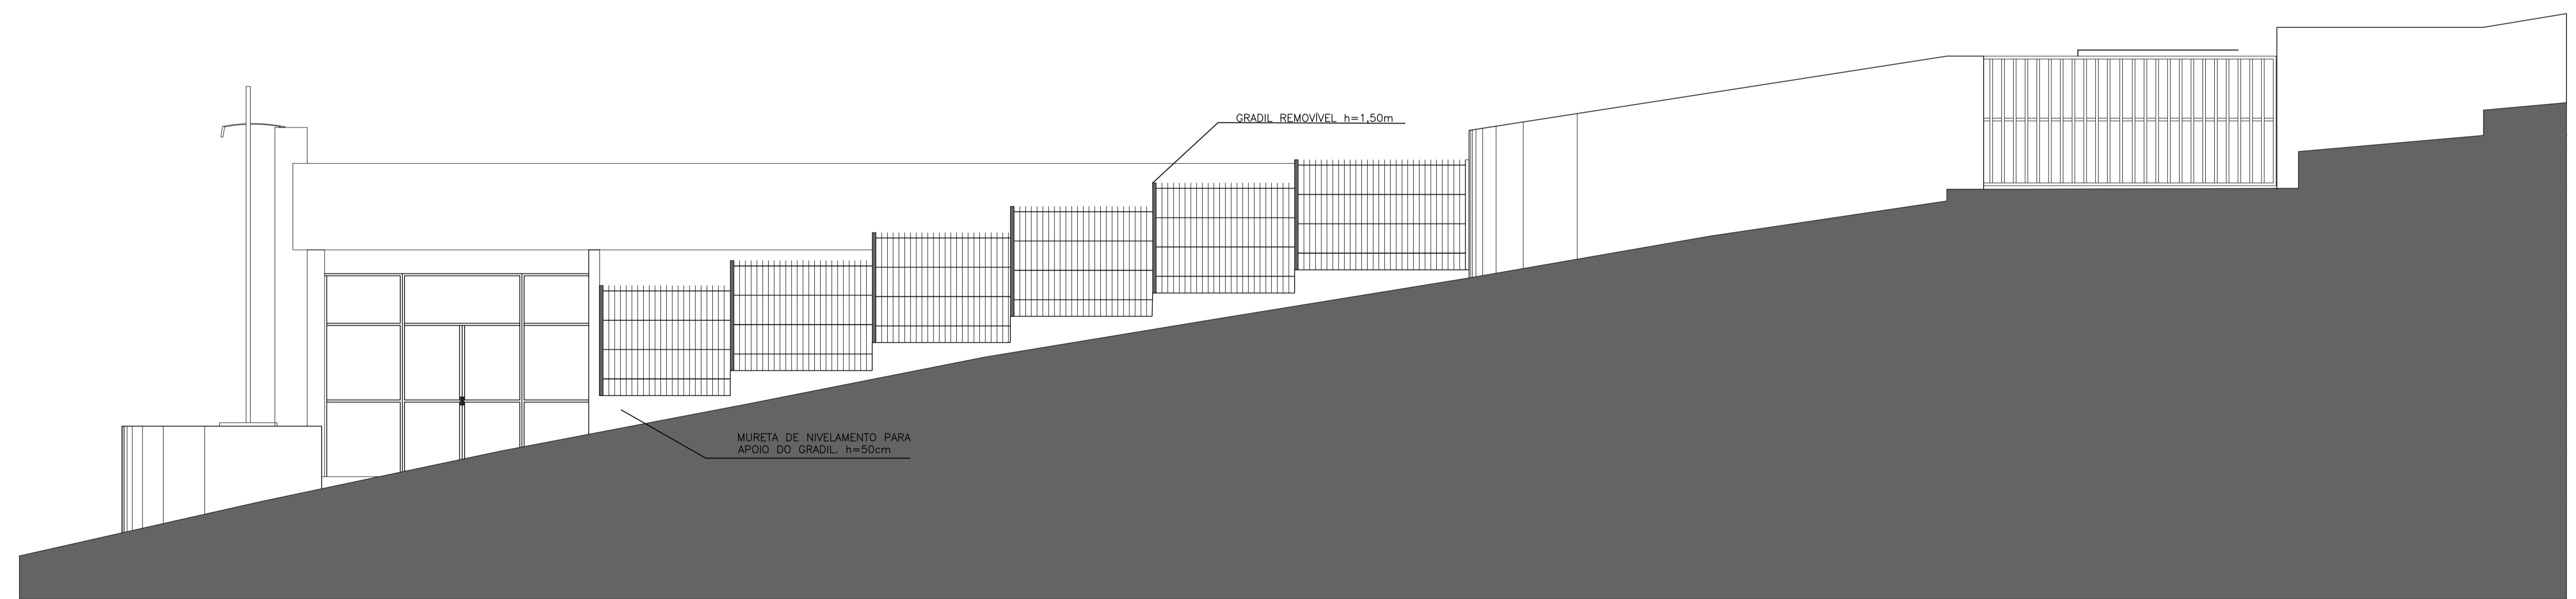 GRADIL REMOVÍVEL h=1,50m
MURETA DE NIVELAMENTO PARA
APOIO DO GRADIL. h=50cm